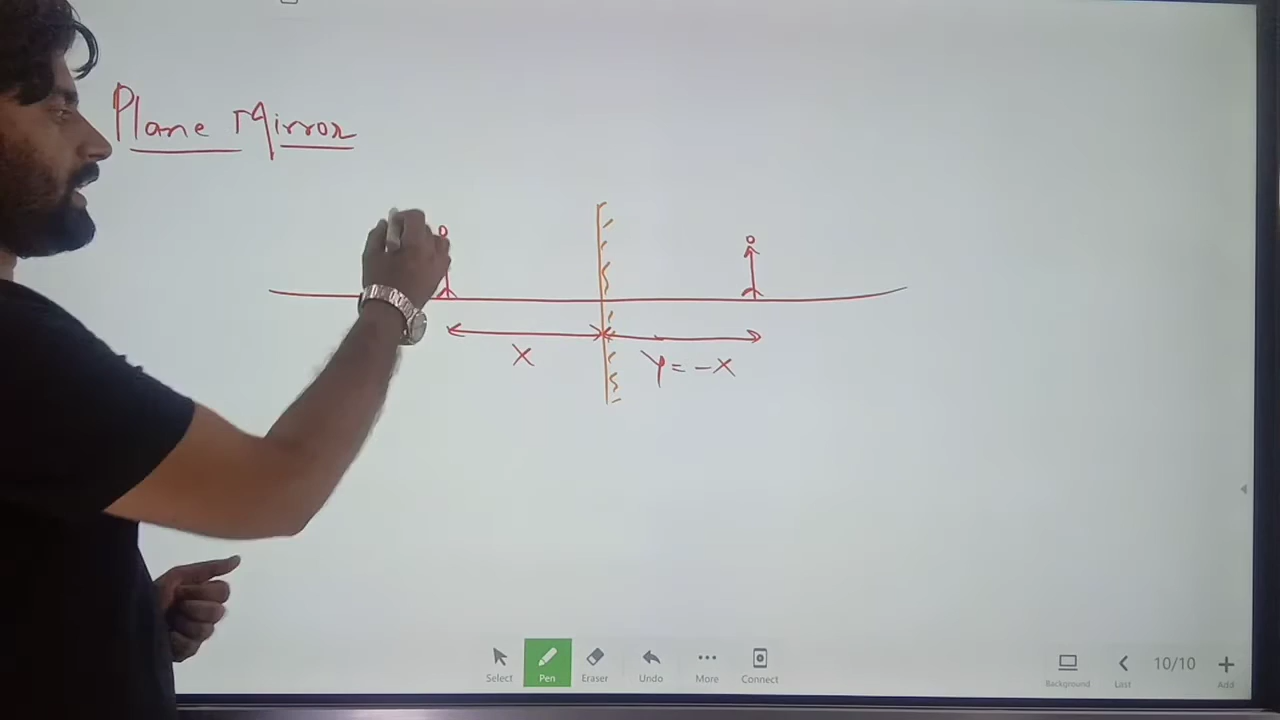 Plane Mirror
X
Y = -X
Select
Pen
Eraser
Undo
More
Connect
Background
Last
10/10
Add